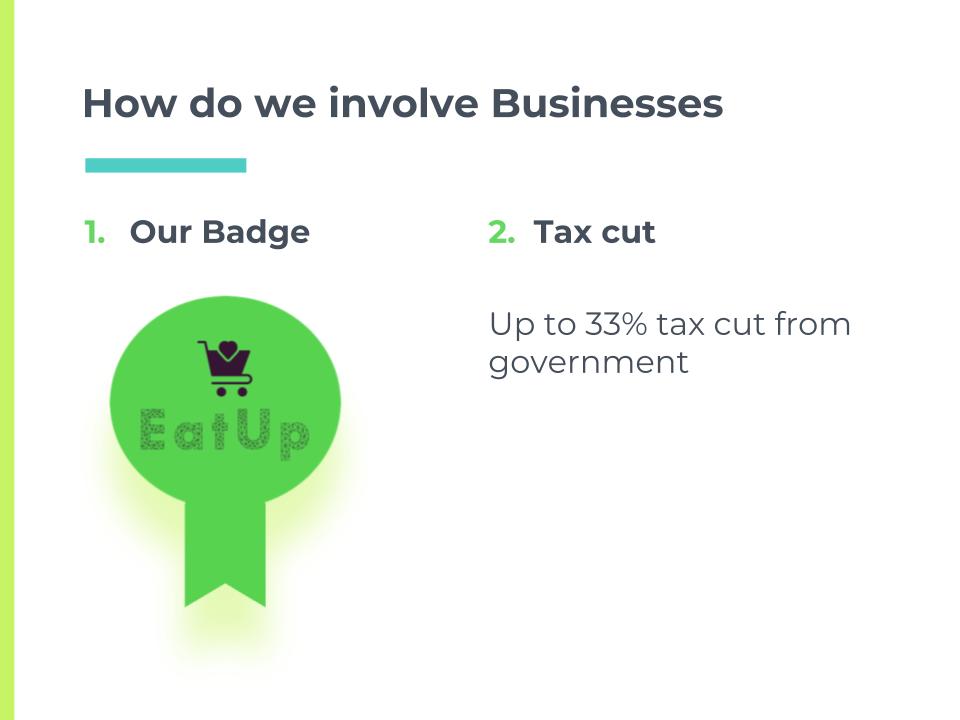 How do we involve Businesses
1. Our Badge
2. Tax cut
EatUp
Up to 33% tax cut from
government